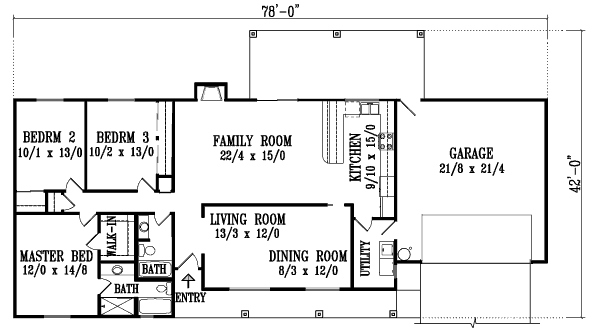 78'-0"
BEDRM 2
10/1 x 13/0
BEDRM 3
10/2 x 13/0
FAMILY ROOM
22/4 x 15/0
KITCHEN
9/10 x 15/0
GARAGE
21/8 x 21/4
42'-0"
MASTER BED
12/0 x 14/8
WALK-IN
BATH
BATH
ENTRY
LIVING ROOM
13/3 x 12/0
DINING ROOM
8/3 x 12/0
UTILITY